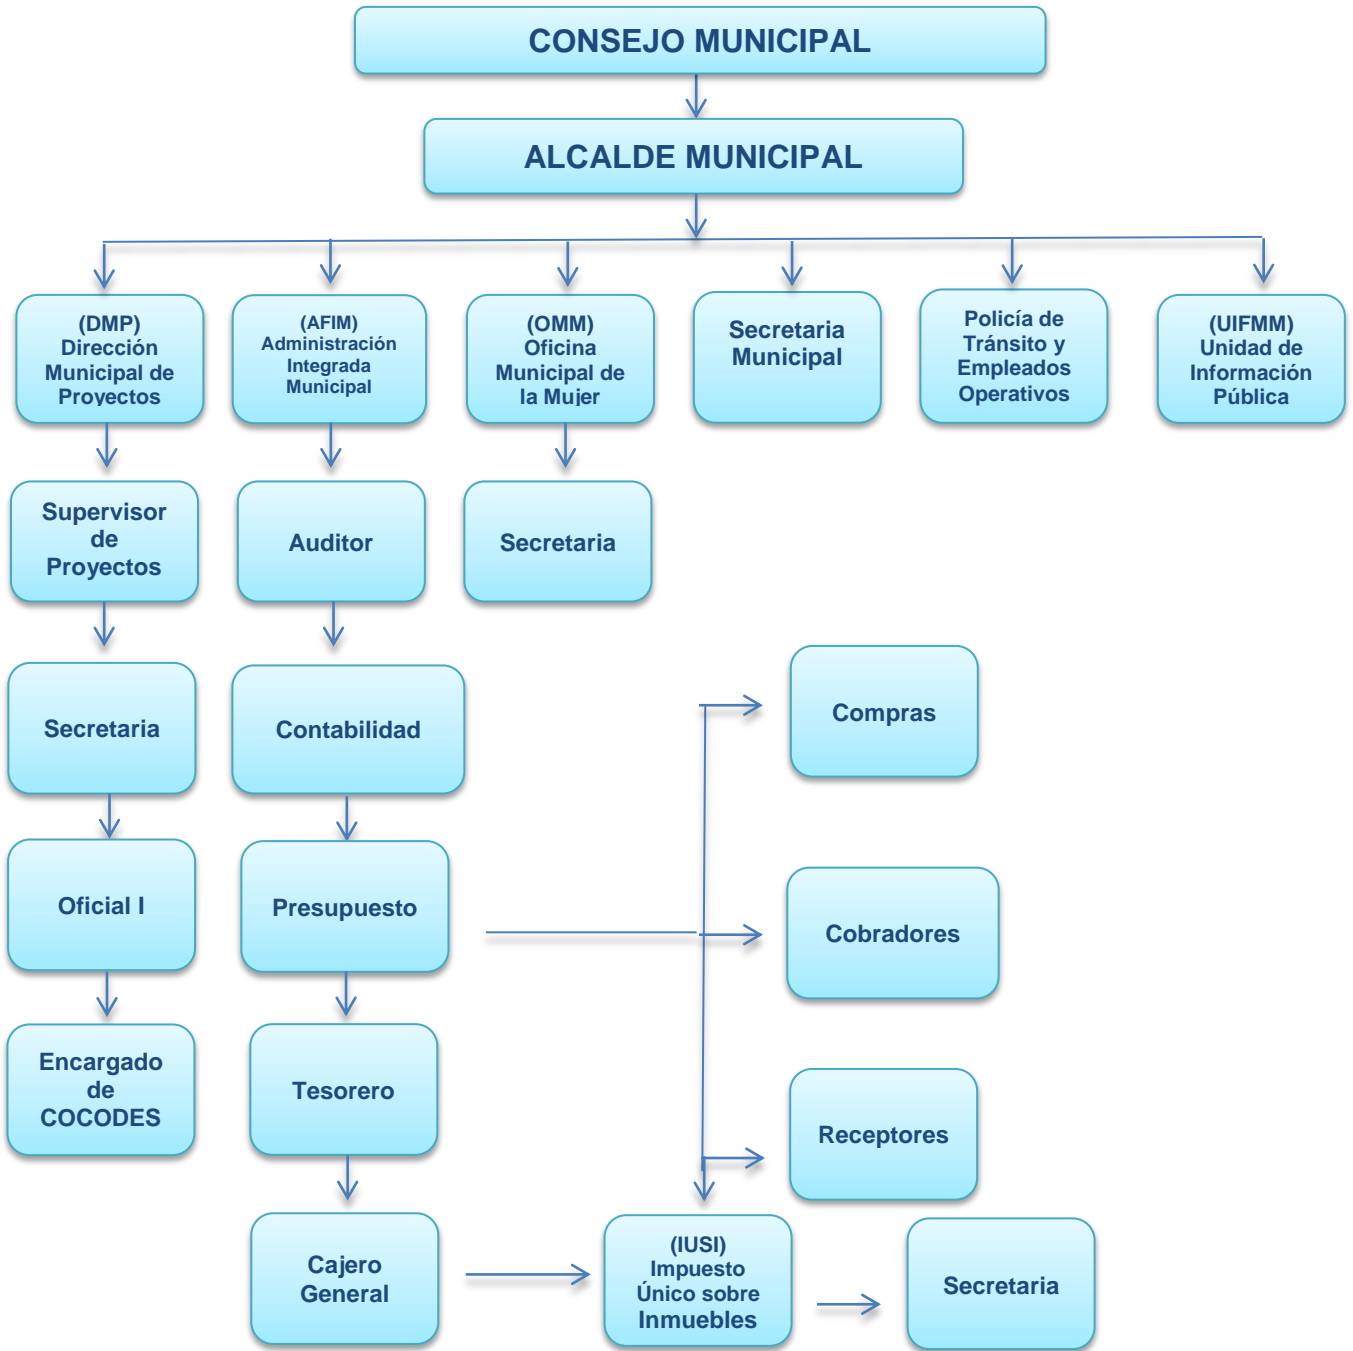 CONSEJO MUNICIPAL
ALCALDE MUNICIPAL
(DMP)
Dirección
Municipal de
Proyectos
(AFIM)
Administración
Integrada
Municipal
(OMM)
Oficina
Municipal de
la Mujer
Secretaria
Municipal
Policía de
Tránsito y
Empleados
Operativos
(UIFMM)
Unidad de
Información
Pública
Supervisor
de
Proyectos
Auditor
Secretaria
Secretaria
Contabilidad
Compras
Oficial I
Presupuesto
Cobradores
Encargado
de
COCODES
Tesorero
Receptores
Cajero
General
(IUSI)
Impuesto
Único sobre
Inmuebles
Secretaria